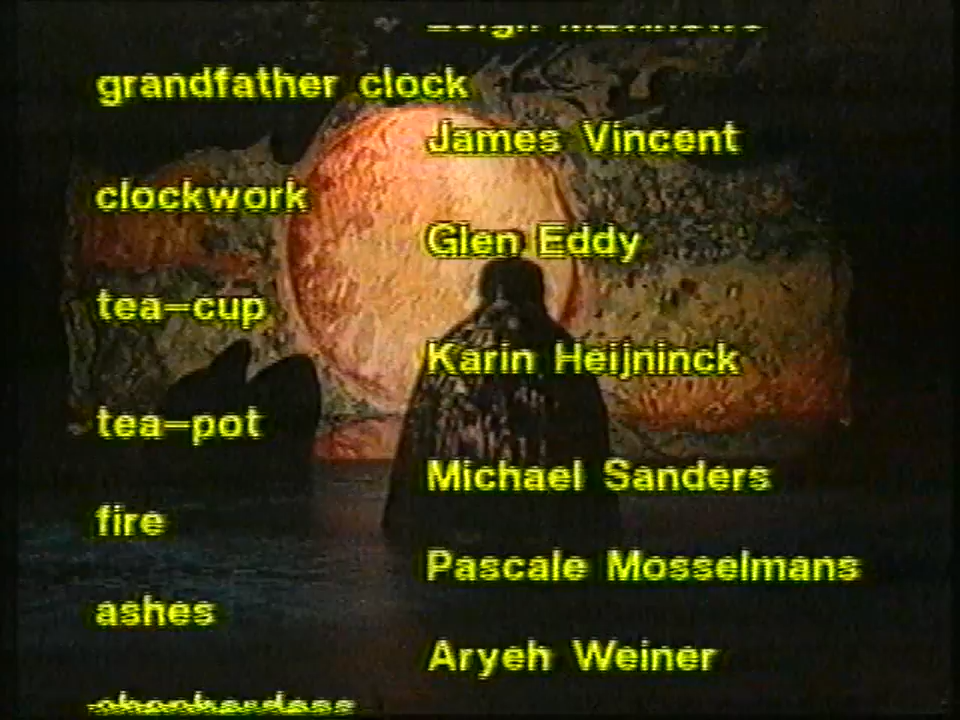 grandfather clock
James Vincent
clockwork
Glen Eddy
tea-cup
Karin Heijninck
tea-pot
Michael Sanders
fire
Pascale Mosselmans
ashes
Aryeh Weiner